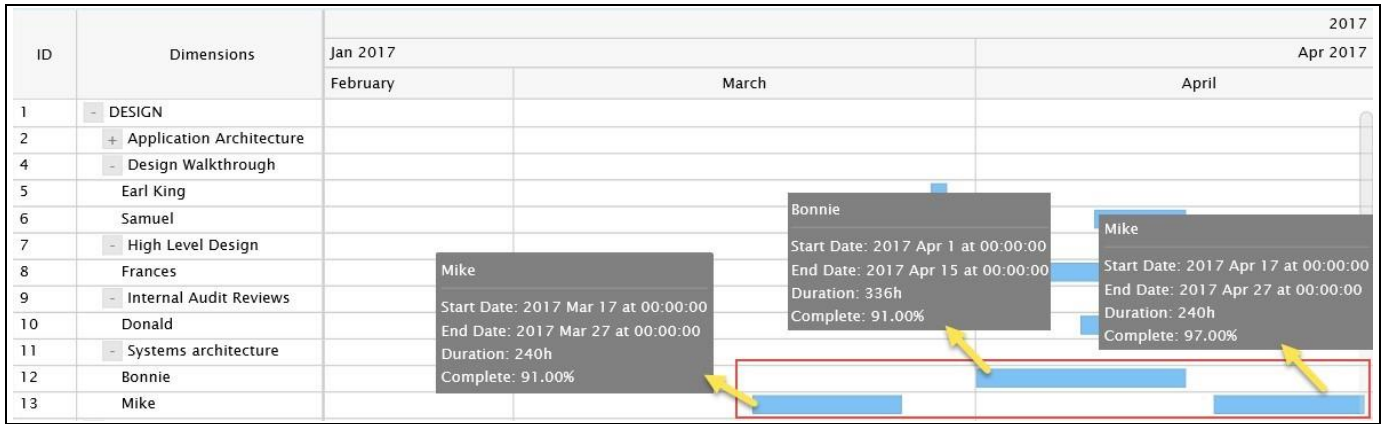 2017
ID Dimensions
Jan 2017 Apr 2017
February March April
1 - DESIGN
2 + Application Architecture
4 - Design Walkthrough
5 Earl King
6 Samuel
7 - High Level Design
8 Frances
9 - Internal Audit Reviews
10 Donald
11 - Systems architecture
12 Bonnie
13 Mike
Mike
Start Date: 2017 Mar 17 at 00:00:00
End Date: 2017 Mar 27 at 00:00:00
Duration: 240h
Complete: 91.00%
Bonnie
Start Date: 2017 Apr 1 at 00:00:00
End Date: 2017 Apr 15 at 00:00:00
Duration: 336h
Complete: 91.00%
Mike
Start Date: 2017 Apr 17 at 00:00:00
End Date: 2017 Apr 27 at 00:00:00
Duration: 240h
Complete: 97.00%